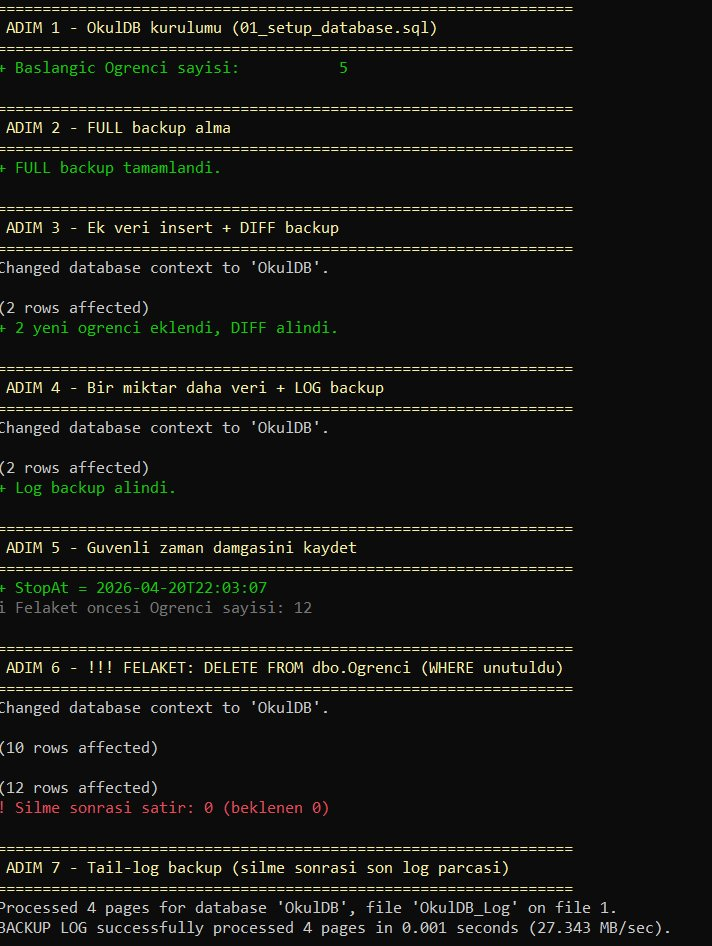 ================================================================
ADIM 1 - OkulDB kurulumu (01_setup_database.sql)
================================================================
+ Baslangic Ogrenci sayisi:           5
================================================================
ADIM 2 - FULL backup alma
================================================================
+ FULL backup tamamlandi.
================================================================
ADIM 3 - Ek veri insert + DIFF backup
================================================================
Changed database context to 'OkulDB'.
(2 rows affected)
+ 2 yeni ogrenci eklendi, DIFF alindi.
================================================================
ADIM 4 - Bir miktar daha veri + LOG backup
================================================================
Changed database context to 'OkulDB'.
(2 rows affected)
+ Log backup alindi.
================================================================
ADIM 5 - Guvenli zaman damgasini kaydet
================================================================
+ StopAt = 2026-04-20T22:03:07
i Felaket oncesi Ogrenci sayisi: 12
================================================================
ADIM 6 - !!! FELAKET: DELETE FROM dbo.Ogrenci (WHERE unutuldu)
================================================================
Changed database context to 'OkulDB'.
(10 rows affected)
(12 rows affected)
! Silme sonrasi satir: 0 (beklenen 0)
================================================================
ADIM 7 - Tail-log backup (silme sonrasi son log parcasi)
================================================================
Processed 4 pages for database 'OkulDB', file 'OkulDB_Log' on file 1.
BACKUP LOG successfully processed 4 pages in 0.001 seconds (27.343 MB/sec).